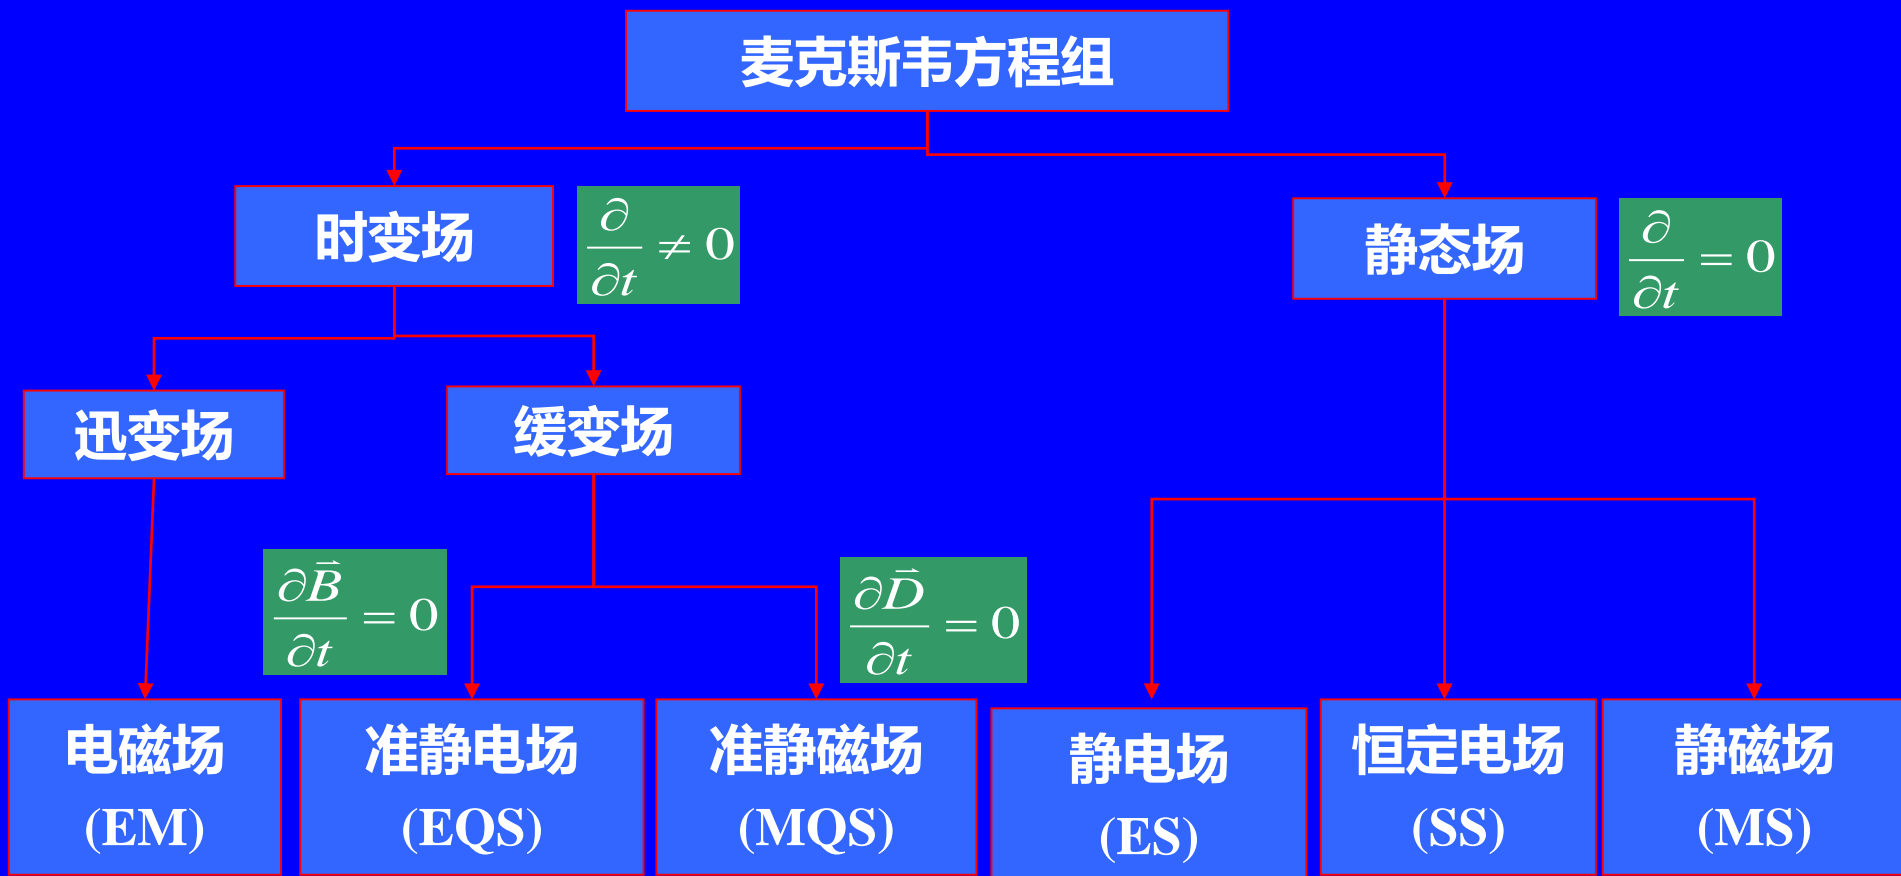 麦克斯韦方程组
时变场
∂/∂t ≠ 0
静态场
∂/∂t = 0
迅变场
缓变场
∂B⃗/∂t = 0
∂D⃗/∂t = 0
电磁场
(EM)
准静电场
(EQS)
准静磁场
(MQS)
静电场
(ES)
恒定电场
(SS)
静磁场
(MS)